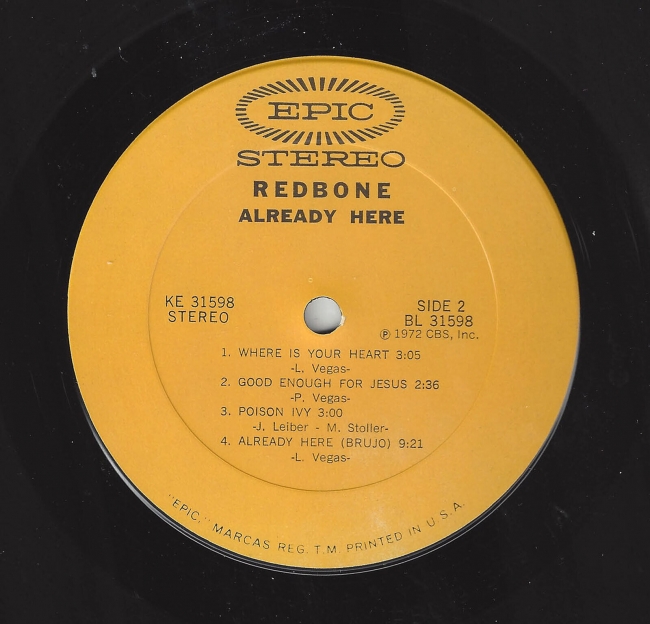 EPIC
STEREO
REDBONE
ALREADY HERE
KE 31598
STEREO
SIDE 2
BL 31598
℗ 1972 CBS, Inc.
1. WHERE IS YOUR HEART 3:05
-L. Vegas-
2. GOOD ENOUGH FOR JESUS 2:36
-P. Vegas-
3. POISON IVY 3:00
-J. Leiber - M. Stoller-
4. ALREADY HERE (BRUJO) 9:21
-L. Vegas-
"EPIC," MARCAS REG. T.M. PRINTED IN U.S.A.